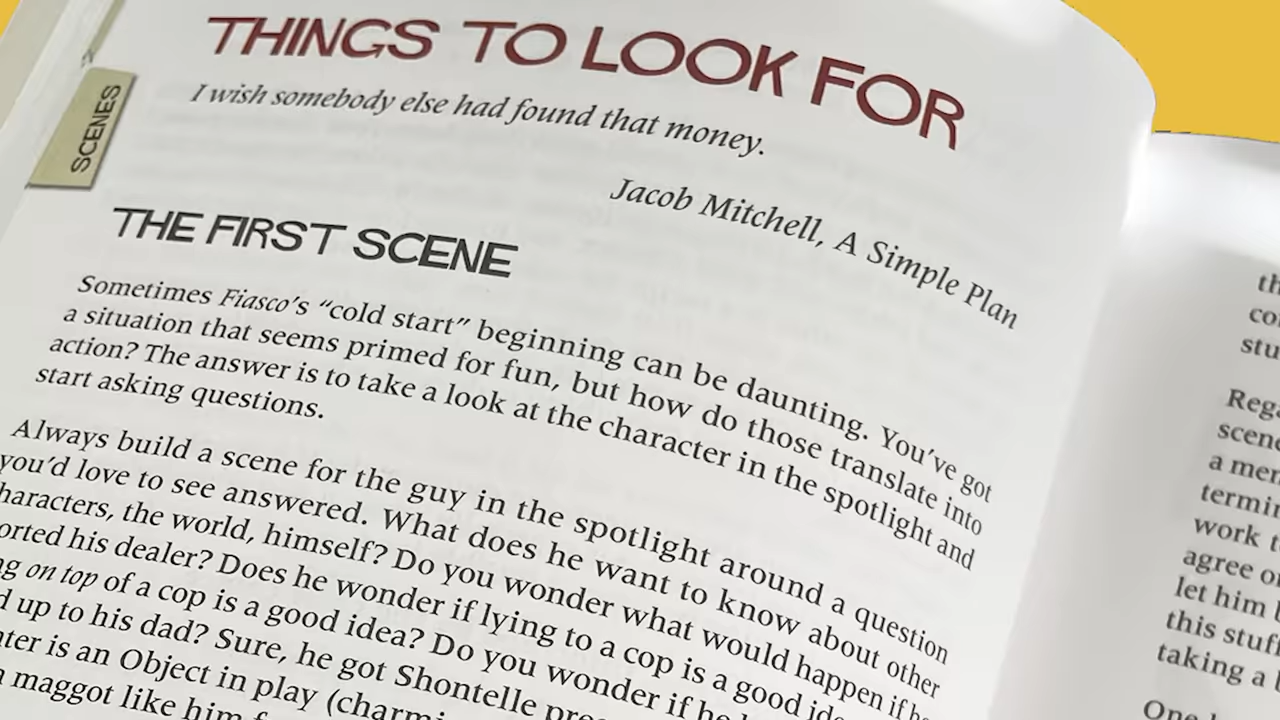 THINGS TO LOOK FOR
I wish somebody else had found that money.
Jacob Mitchell, A Simple Plan
SCENES
THE FIRST SCENE
Sometimes Fiasco's “cold start” beginning can be daunting. You've got
a situation that seems primed for fun, but how do those translate into
action? The answer is to take a look at the character in the spotlight and
start asking questions.
Always build a scene for the guy in the spotlight around a question
you'd love to see answered. What does he want to know about other
haracters, the world, himself? Do you wonder what would happen if he
orted his dealer? Does he wonder if lying to a cop is a good
ng on top of a cop is a good idea? Do you wonder if he
d up to his dad? Sure, he got Shontelle
ter is an Object in play
maggot like him
th
co
stu
Reg
scene
a mer
termin
work t
agree o
let him
this stuff
taking a
One